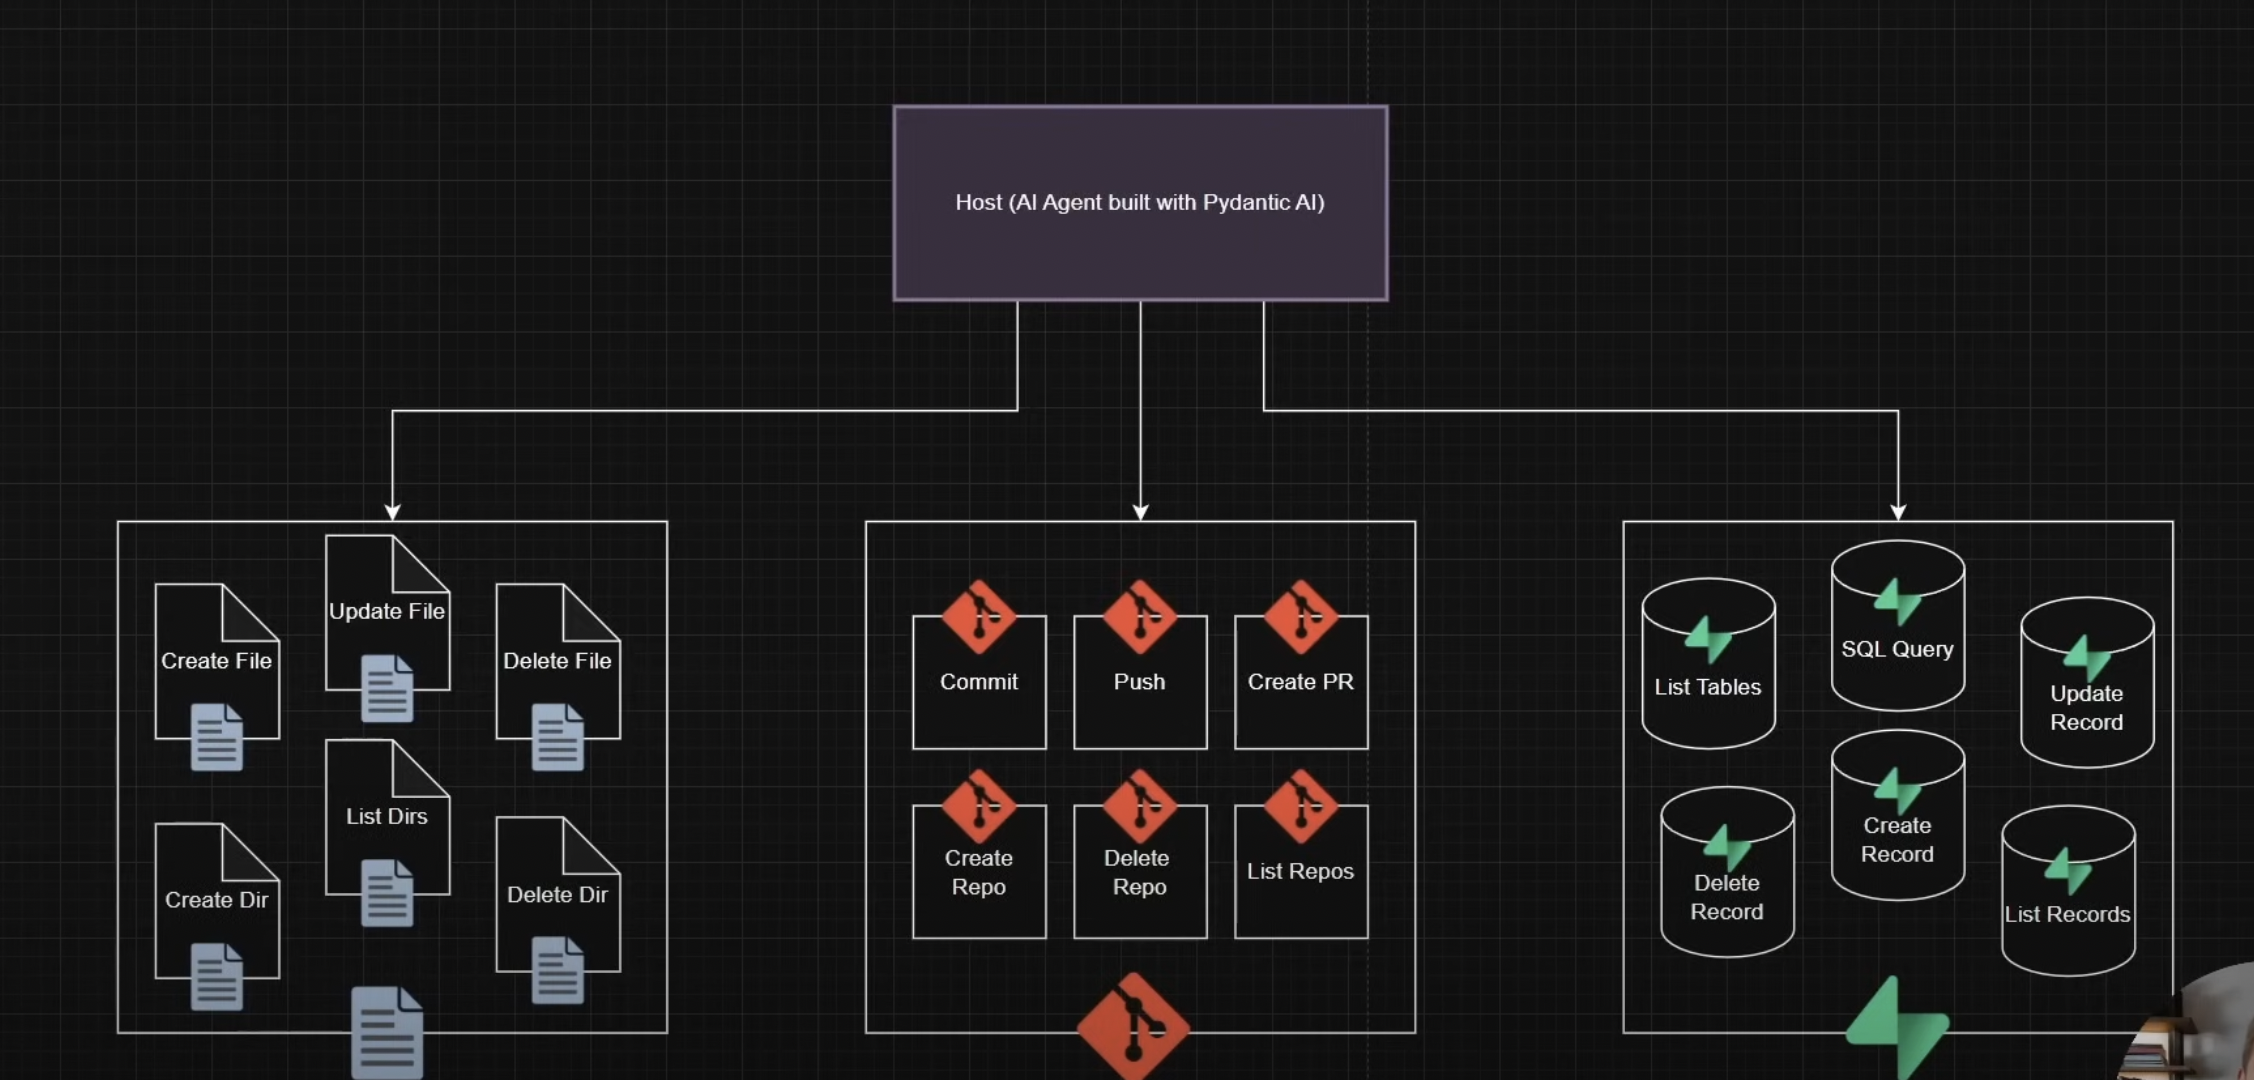 Host (AI Agent built with Pydantic AI)
Update File
Create File
Delete File
List Dirs
Create Dir
Delete Dir
Commit
Push
Create PR
Create
Repo
Delete
Repo
List Repos
SQL Query
List Tables
Update
Record
Create
Record
Delete
Record
List Records